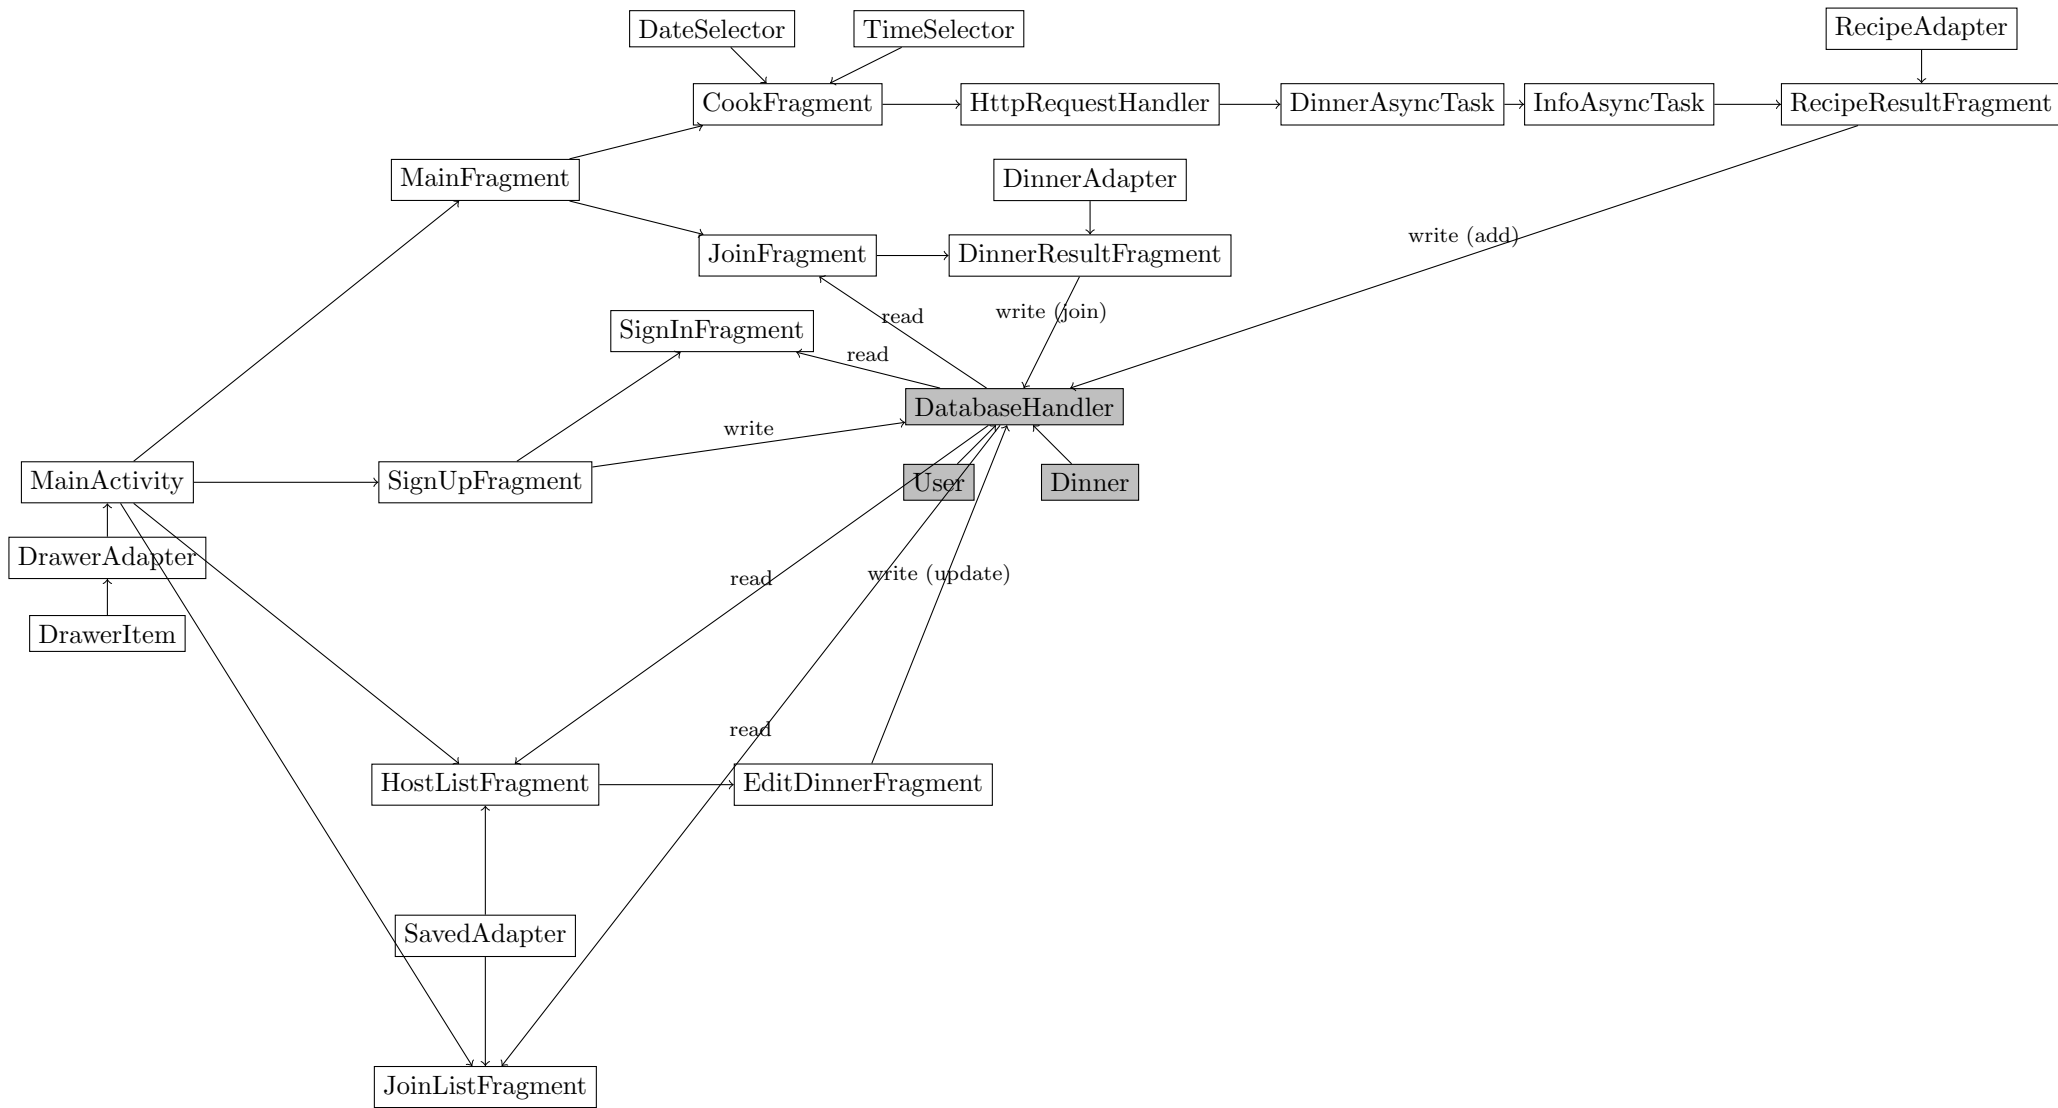 DateSelector
TimeSelector
RecipeAdapter
CookFragment
HttpRequestHandler
DinnerAsyncTask
InfoAsyncTask
RecipeResultFragment
MainFragment
DinnerAdapter
write (add)
JoinFragment
DinnerResultFragment
write (join)
read
SignInFragment
read
DatabaseHandler
write
MainActivity
SignUpFragment
User
Dinner
DrawerAdapter
read
write (update)
DrawerItem
read
HostListFragment
EditDinnerFragment
SavedAdapter
JoinListFragment